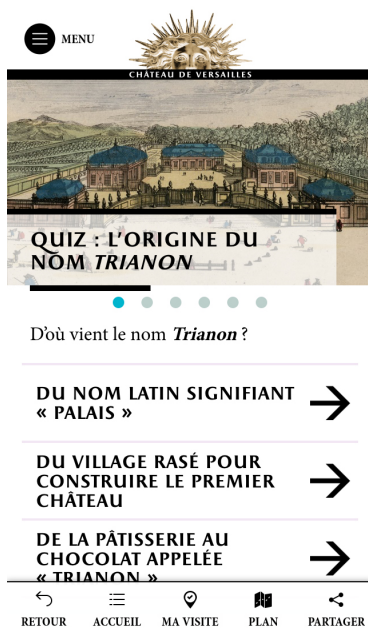 MENU
CHÂTEAU DE VERSAILLES
QUIZ : L'ORIGINE DU
NOM TRIANON
D'où vient le nom Trianon ?
DU NOM LATIN SIGNIFIANT
« PALAIS »
DU VILLAGE RASÉ POUR
CONSTRUIRE LE PREMIER
CHÂTEAU
DE LA PÂTISSERIE AU
CHOCOLAT APPELÉE
« TRIANON »
RETOUR
ACCUEIL
MA VISITE
PLAN
PARTAGER